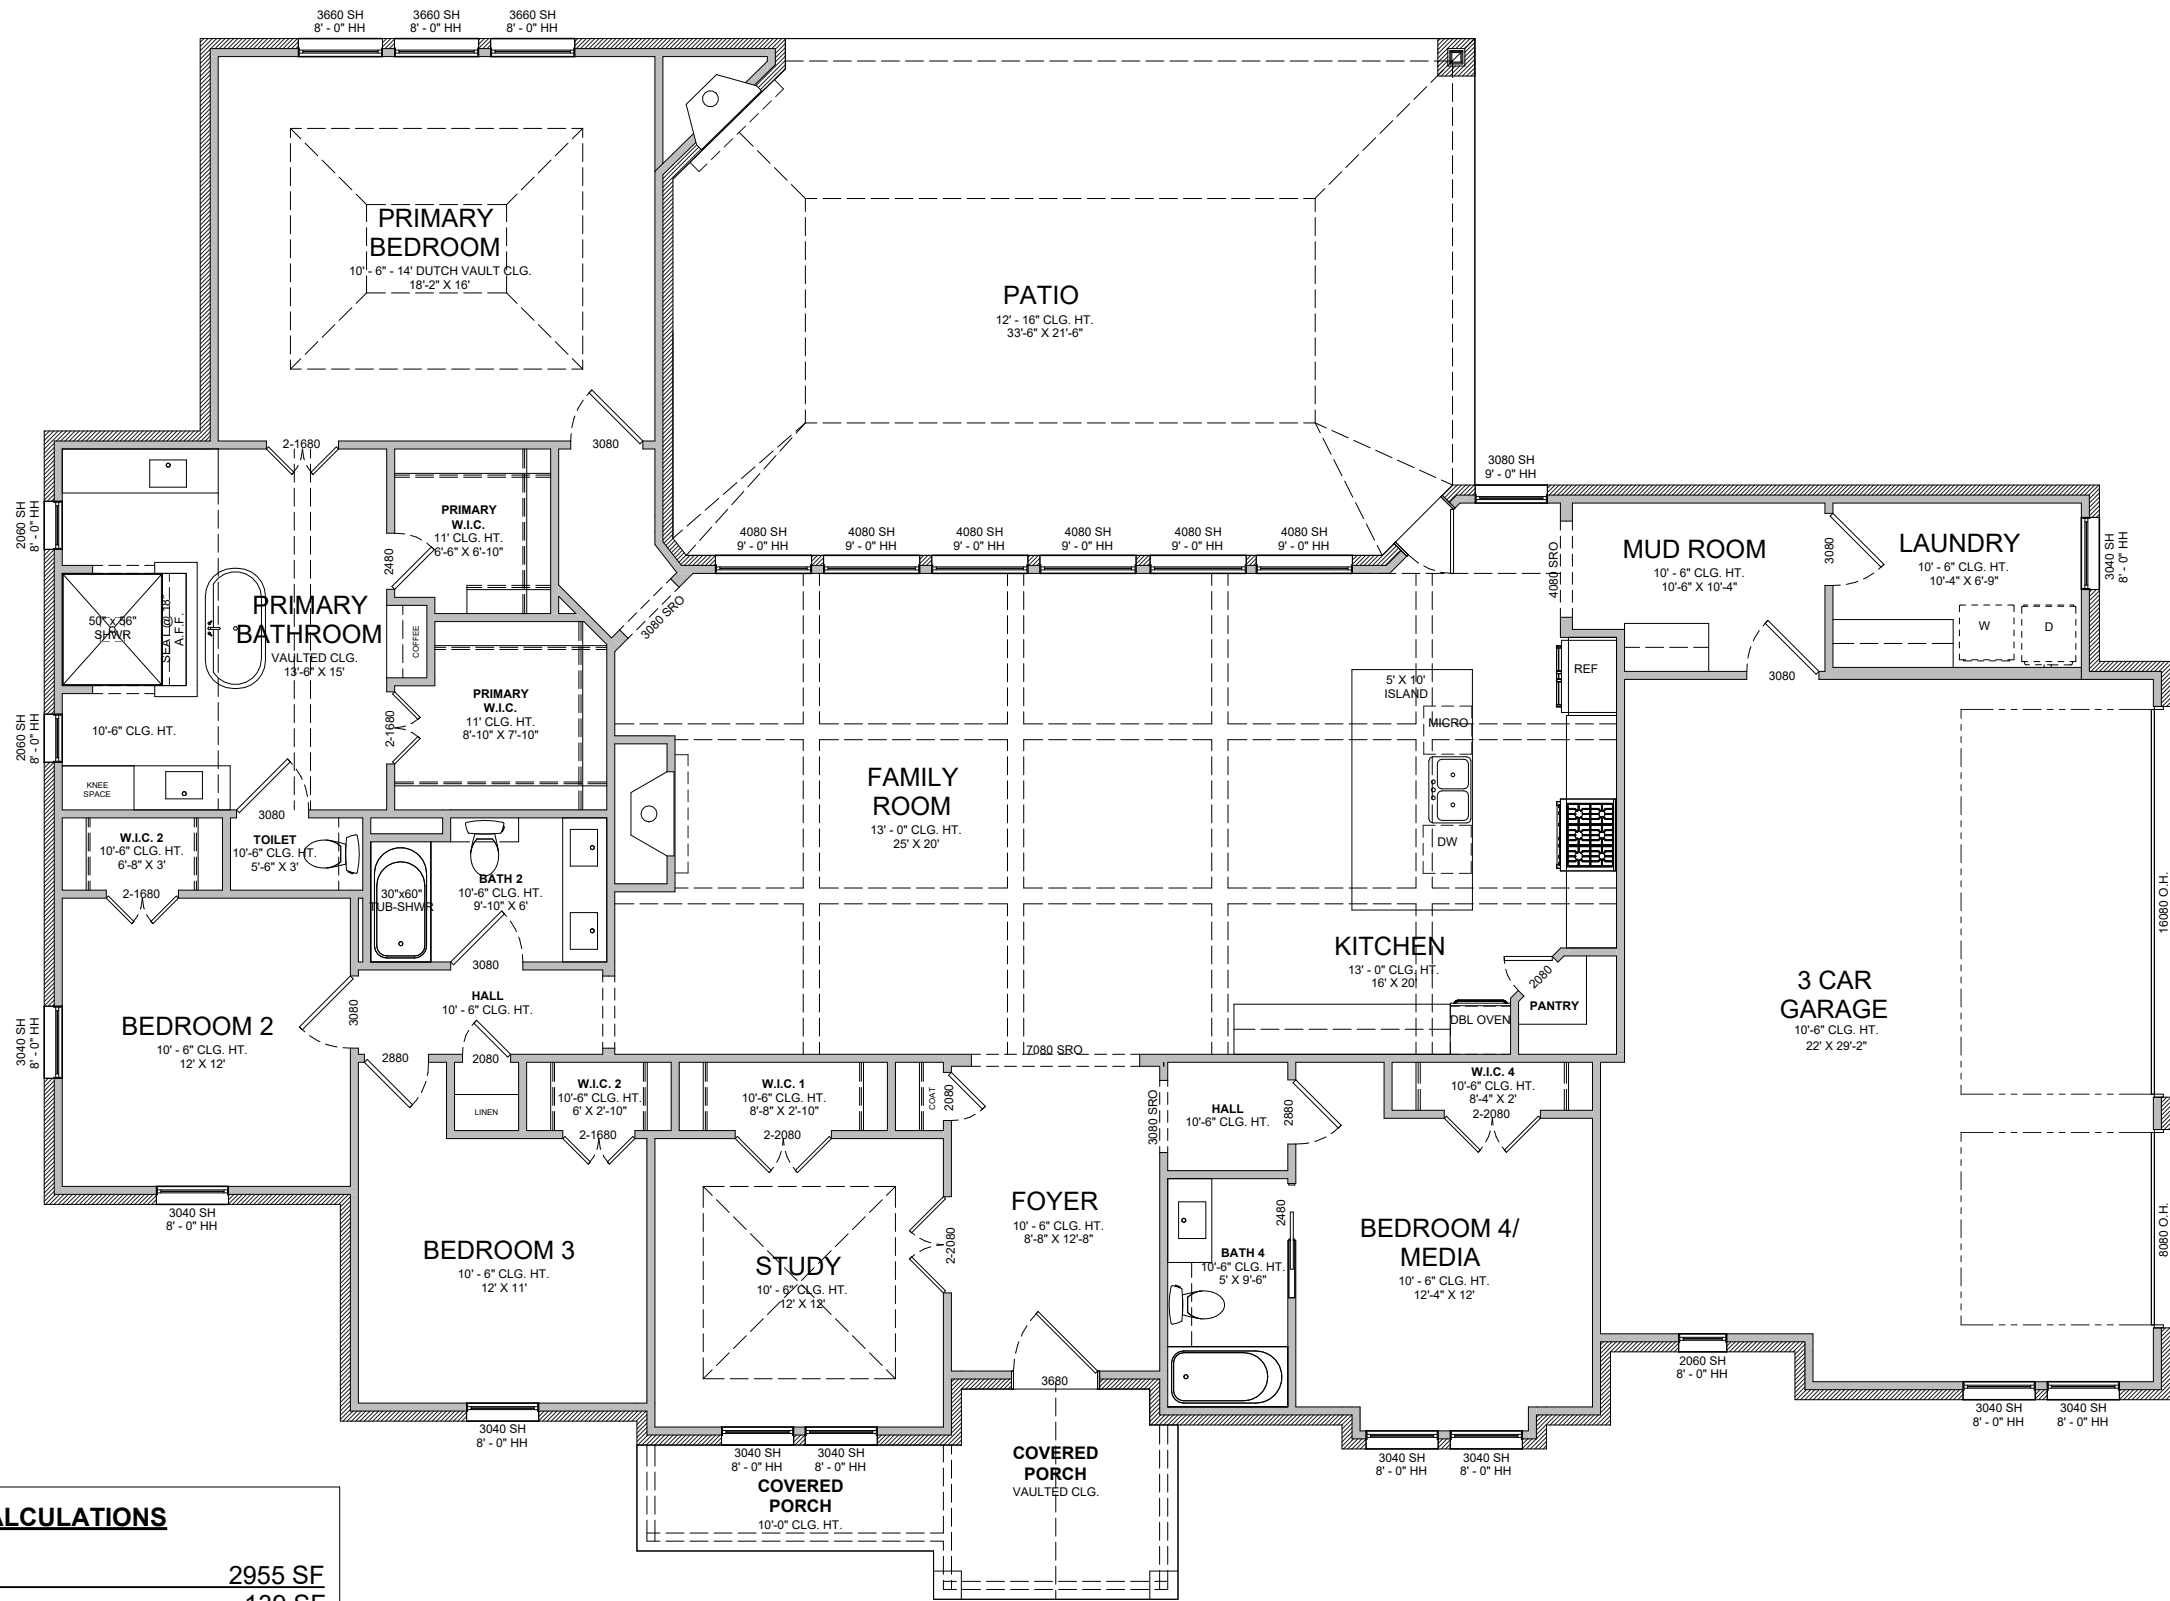 3660 SH
8' - 0" HH
3660 SH
8' - 0" HH
3660 SH
8' - 0" HH
PRIMARY
BEDROOM
10' - 6" - 14' DUTCH VAULT CLG.
18'-2" X 16'
PATIO
12' - 16" CLG. HT.
33'-6" X 21'-6"
2-1680
3080
3080 SH
9' - 0" HH
2060 SH
8' - 0" HH
PRIMARY
W.I.C.
11' CLG. HT.
6'-6" X 6'-10"
2480
4080 SH
9' - 0" HH
4080 SH
9' - 0" HH
4080 SH
9' - 0" HH
4080 SH
9' - 0" HH
4080 SH
9' - 0" HH
4080 SH
9' - 0" HH
4080 SRO
MUD ROOM
10' - 6" CLG. HT.
10'-6" X 10'-4"
3080
LAUNDRY
10' - 6" CLG. HT.
10'-4" X 6'-9"
3040 SH
8' - 0" HH
W
D
50" x 56"
SHWR
SEAT @ 18"
A.F.F.
PRIMARY
BATHROOM
VAULTED CLG.
13'-6" X 15'
COFFEE
3080 SRO
REF
3080
PRIMARY
W.I.C.
11' CLG. HT.
8'-10" X 7'-10"
2-1680
5' X 10'
ISLAND
MICRO
2060 SH
8' - 0" HH
10'-6" CLG. HT.
KNEE
SPACE
3080
FAMILY
ROOM
13' - 0" CLG. HT.
25' X 20'
DW
W.I.C. 2
10'-6" CLG. HT.
6'-8" X 3'
2-1680
TOILET
10'-6" CLG. HT.
5'-6" X 3'
30"x60"
TUB-SHWR
BATH 2
10'-6" CLG. HT.
9'-10" X 6'
3080
16080 O.H.
KITCHEN
13' - 0" CLG. HT.
16' X 20'
2080
PANTRY
DBL OVEN
3 CAR
GARAGE
10'-6" CLG. HT.
22' X 29'-2"
HALL
10' - 6" CLG. HT.
3080
BEDROOM 2
10' - 6" CLG. HT.
12' X 12'
3040 SH
8' - 0" HH
2880
2080
7080 SRO
LINEN
W.I.C. 2
10'-6" CLG. HT.
6' X 2'-10"
2-1680
W.I.C. 1
10'-6" CLG. HT.
8'-8" X 2'-10"
2-2080
COAT
2080
3080 SRO
HALL
10'-6" CLG. HT.
2880
W.I.C. 4
10'-6" CLG. HT.
8'-4" X 2'
2-2080
3040 SH
8' - 0" HH
BEDROOM 3
10' - 6" CLG. HT.
12' X 11'
STUDY
10' - 6" CLG. HT.
12' X 12'
2-2080
FOYER
10' - 6" CLG. HT.
8'-8" X 12'-8"
2480
BATH 4
10'-6" CLG. HT.
5' X 9'-6"
BEDROOM 4/
MEDIA
10' - 6" CLG. HT.
12'-4" X 12'
8080 O.H.
3680
2060 SH
8' - 0" HH
3040 SH
8' - 0" HH
3040 SH
8' - 0" HH
3040 SH
8' - 0" HH
3040 SH
8' - 0" HH
3040 SH
8' - 0" HH
3040 SH
8' - 0" HH
3040 SH
8' - 0" HH
COVERED
PORCH
10'-0" CLG. HT.
COVERED
PORCH
VAULTED CLG.
ALCULATIONS
2955 SF
139 SF